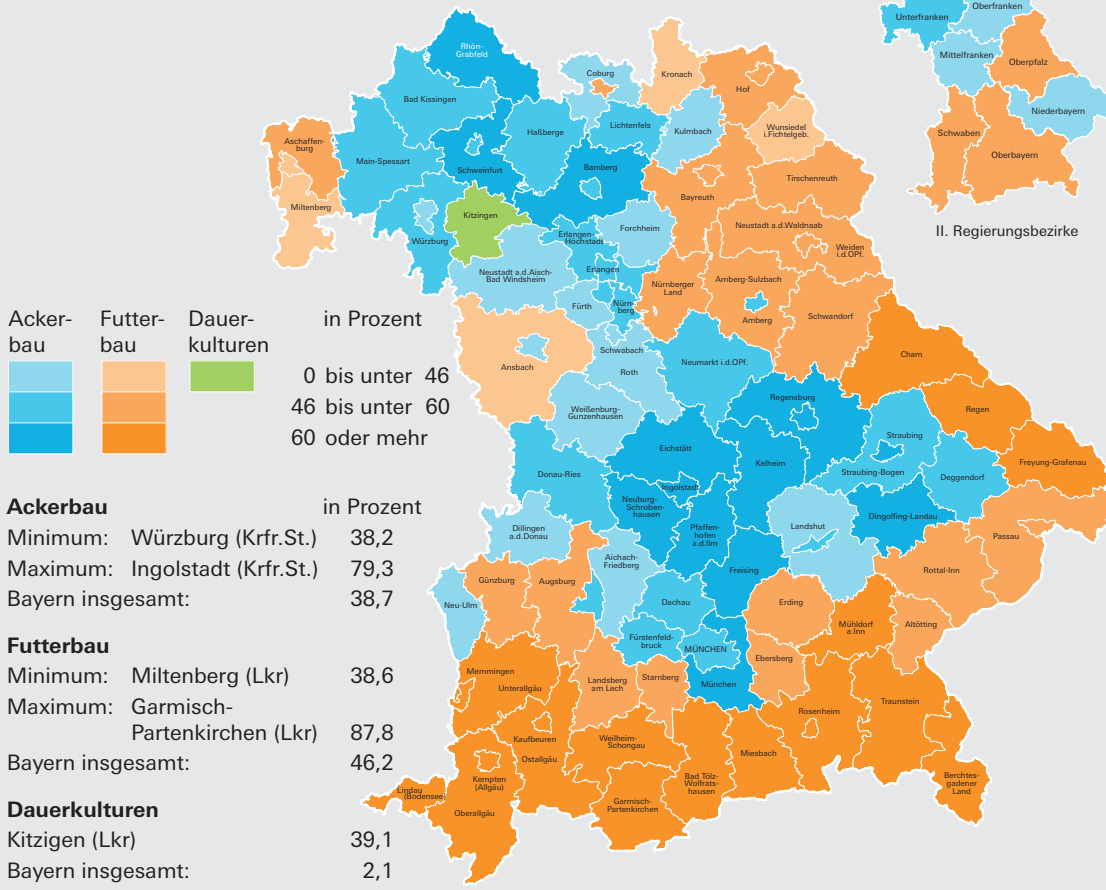 Oberfranken
Unterfranken
Mittelfranken
Oberpfalz
Niederbayern
Schwaben
Oberbayern
II. Regierungsbezirke
Rhön-
Grabfeld
Coburg
Kronach
Hof
Bad Kissingen
Lichtenfels
Kulmbach
Wunsiedel
i.Fichtelgeb.
Haßberge
Aschaffen-
burg
Main-Spessart
Schweinfurt
Bamberg
Tirschenreuth
Bayreuth
Miltenberg
Kitzingen
Würzburg
Erlangen-
Höchstadt
Forchheim
Neustadt a.d.Waldnaab
Weiden
i.d.OPf.
Neustadt a.d.Aisch-
Bad Windsheim
Erlangen
Nürnberger
Land
Amberg-Sulzbach
Fürth
Nürn-
berg
Amberg
Schwandorf
Ansbach
Schwabach
Roth
Neumarkt i.d.OPf.
Cham
Weißenburg-
Gunzenhausen
Regensburg
Regen
Straubing
Freyung-Grafenau
Eichstätt
Kelheim
Straubing-Bogen
Deggendorf
Donau-Ries
Ingolstadt
Neuburg-
Schroben-
hausen
Pfaffen-
hofen
a.d.Ilm
Dingolfing-Landau
Landshut
Passau
Dillingen
a.d.Donau
Aichach-
Friedberg
Freising
Rottal-Inn
Günzburg
Augsburg
Neu-Ulm
Dachau
Erding
Mühldorf
a.Inn
Altötting
Fürstenfeld-
bruck
MÜNCHEN
Ebersberg
Memmingen
Unterallgäu
Landsberg
am Lech
Starnberg
München
Rosenheim
Traunstein
Kaufbeuren
Ostallgäu
Weilheim-
Schongau
Miesbach
Kempten
(Allgäu)
Bad Tölz-
Wolfrats-
hausen
Berchtes-
gadener
Land
Lindau
(Bodensee)
Oberallgäu
Garmisch-
Partenkirchen
Acker- Futter- Dauer- in Prozent
bau bau kulturen
0 bis unter 46
46 bis unter 60
60 oder mehr
Ackerbau in Prozent
Minimum: Würzburg (Krfr.St.) 38,2
Maximum: Ingolstadt (Krfr.St.) 79,3
Bayern insgesamt: 38,7
Futterbau
Minimum: Miltenberg (Lkr) 38,6
Maximum: Garmisch-
Partenkirchen (Lkr) 87,8
Bayern insgesamt: 46,2
Dauerkulturen
Kitzigen (Lkr) 39,1
Bayern insgesamt: 2,1